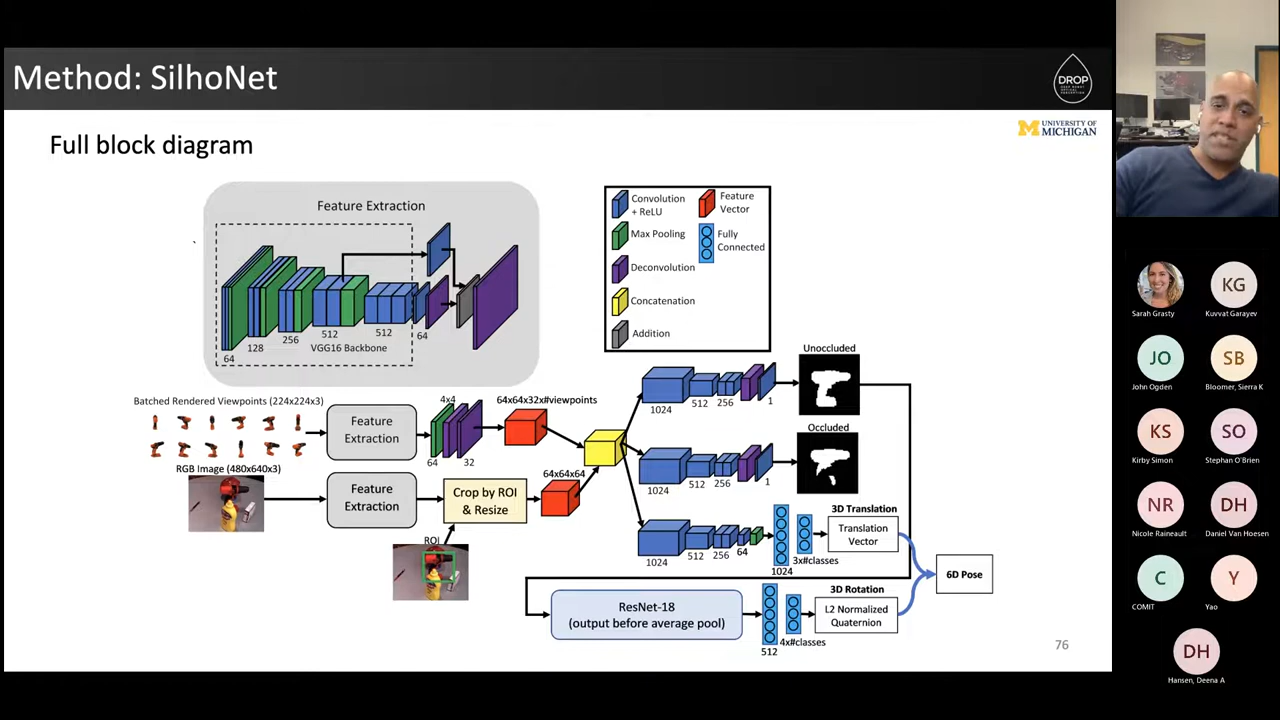 Method: SilhoNet
DROP
DEEP ROBOT
OPTICAL
PERCEPTION
M UNIVERSITY OF
MICHIGAN
Full block diagram
Feature Extraction
64
128
256
512
512
64
VGG16 Backbone
Convolution
+ ReLU
Feature
Vector
Max Pooling
Fully
Connected
Deconvolution
Concatenation
Addition
Batched Rendered Viewpoints (224x224x3)
Feature
Extraction
4x4
64
32
64x64x32x#viewpoints
RGB Image (480x640x3)
Feature
Extraction
Crop by ROI
& Resize
64x64x64
ROI
1024
512
256
1
Unoccluded
1024
512
256
1
Occluded
1024
512
256
64
1024
3x#classes
3D Translation
Translation
Vector
6D Pose
ResNet-18
(output before average pool)
512
4x#classes
3D Rotation
L2 Normalized
Quaternion
76
Sarah Grasty
KG
Kuvvat Garayev
JO
John Ogden
SB
Bloomer, Sierra K
KS
Kirby Simon
SO
Stephan O'Brien
NR
Nicole Raineault
DH
Daniel Van Hoesen
C
COMIT
Y
Yao
DH
Hansen, Deena A